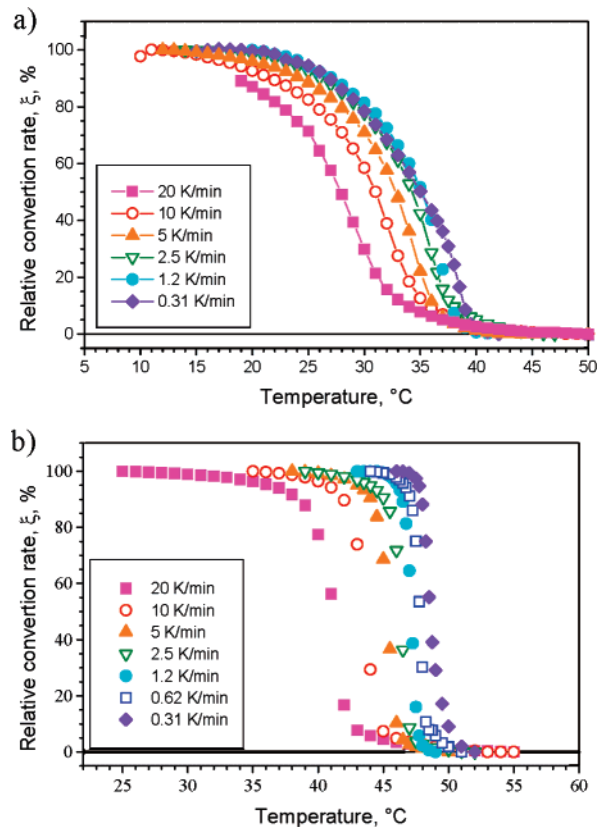 a)
Relative convertion rate, ξ, %
100
80
60
40
20
0
20 K/min
10 K/min
5 K/min
2.5 K/min
1.2 K/min
0.31 K/min
5 10 15 20 25 30 35 40 45 50
Temperature, °C
b)
Relative convertion rate, ξ, %
100
80
60
40
20
0
20 K/min
10 K/min
5 K/min
2.5 K/min
1.2 K/min
0.62 K/min
0.31 K/min
25 30 35 40 45 50 55 60
Temperature, °C